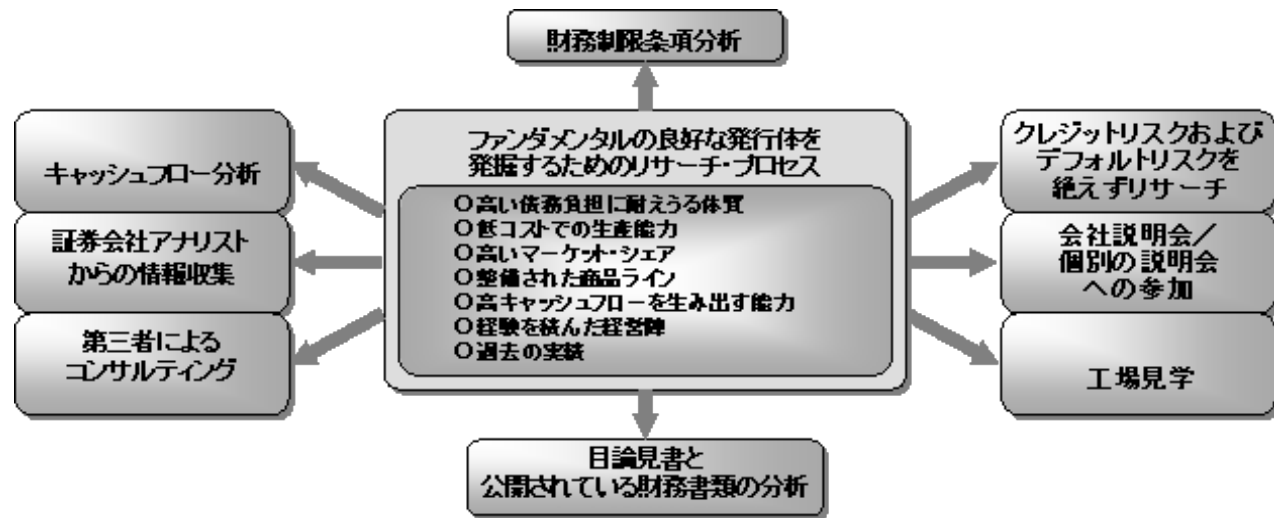 財務制限条項分析
キャッシュフロー分析
証券会社アナリスト
からの情報収集
第三者による
コンサルティング
ファンダメンタルの良好な発行体を
発掘するためのリサーチ・プロセス
○高い債務負担に耐えうる体質
○低コストでの生産能力
○高いマーケット・シェア
○整備された商品ライン
○高キャッシュフローを生み出す能力
○経験を積んだ経営陣
○過去の実績
クレジットリスクおよび
デフォルトリスクを
絶えずリサーチ
会社説明会／
個別の説明会
への参加
工場見学
目論見書と
公開されている財務書類の分析